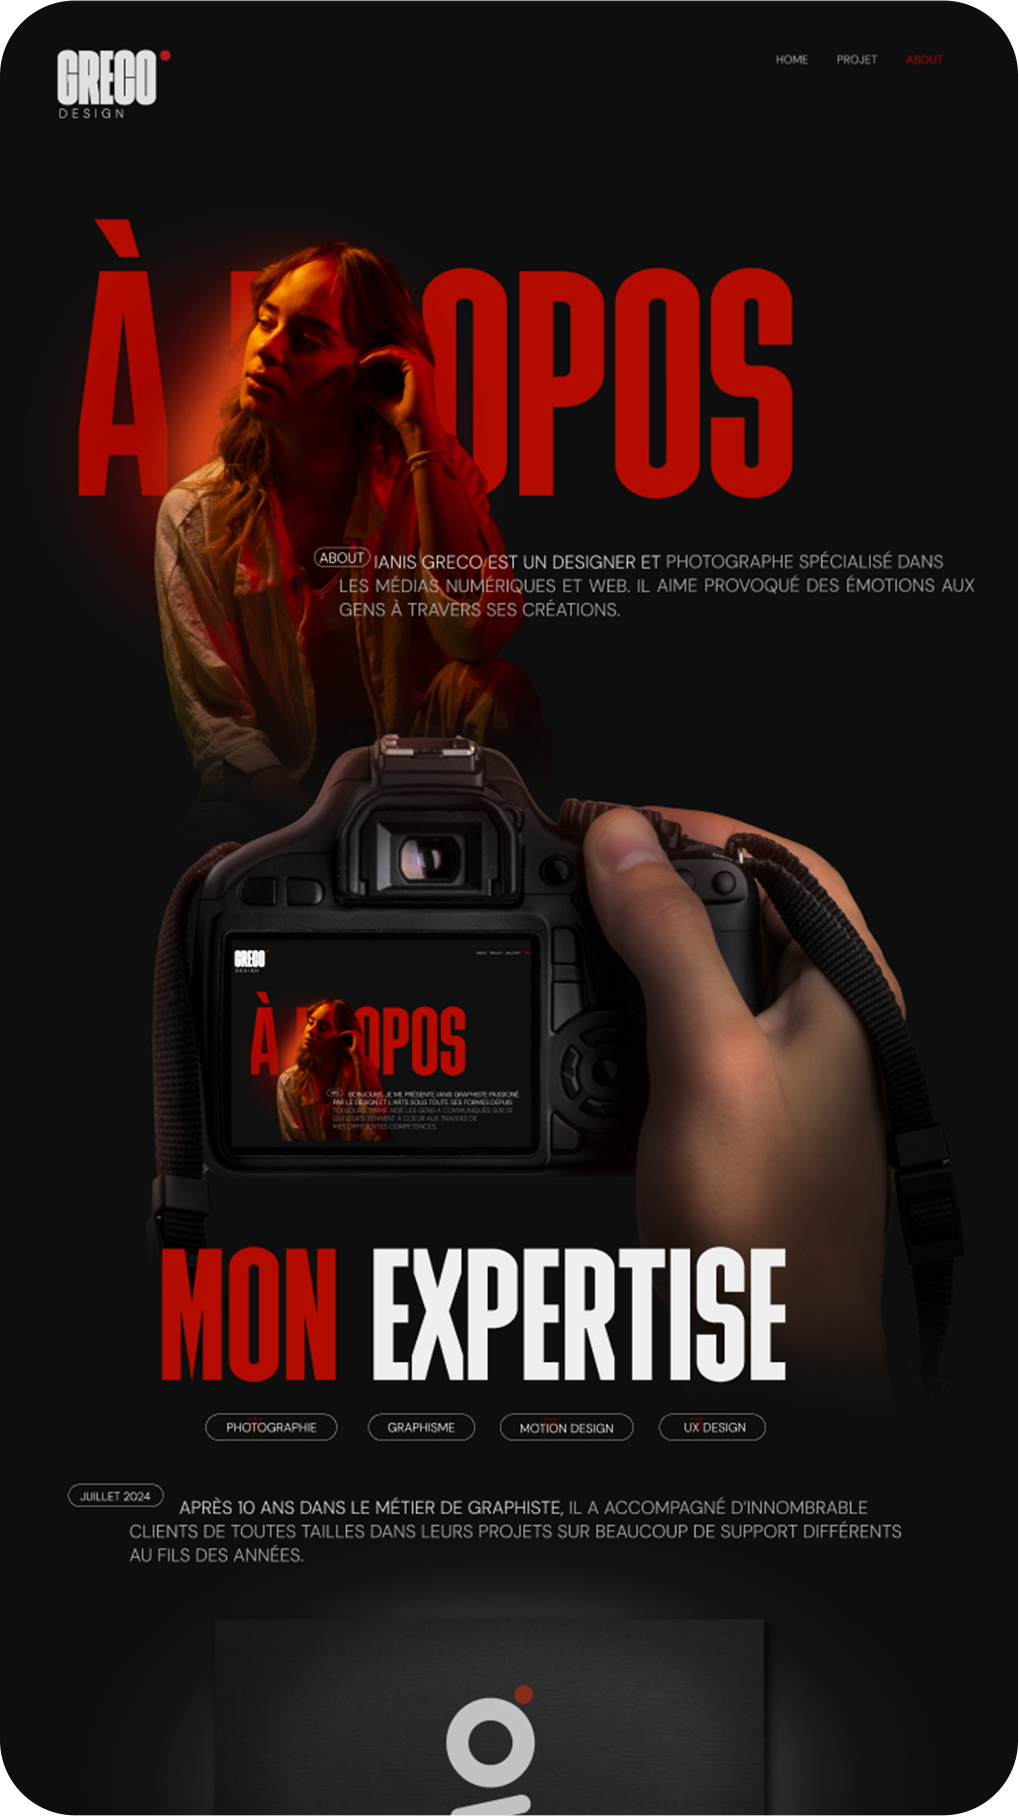 GRECO
DESIGN
HOME PROJET ABOUT
À PROPOS
ABOUT IANIS GRECO EST UN DESIGNER ET PHOTOGRAPHE SPÉCIALISÉ DANS
LES MÉDIAS NUMÉRIQUES ET WEB. IL AIME PROVOQUÉ DES ÉMOTIONS AUX
GENS À TRAVERS SES CRÉATIONS.
GRECO
DESIGN
À PROPOS
BONJOURS, JE ME PRÉSENTE IANIS GRAPHISTE PASSIONÉ
PAR LE DESIGN ET L'ARTS SOUS TOUTE SES FORMES DEPUIS
TOUJOURS. J'AIME AIDÉ LES GENS A COMMUNIQUÉS SUR SE
QUI LEURS TIENNENT À COEUR AUX TRAVERS DE
MES DIFFÉRENTES COMPÉTENCES.
MON EXPERTISE
PHOTOGRAPHIE GRAPHISME MOTION DESIGN UX DESIGN
JUILLET 2024
APRÈS 10 ANS DANS LE MÉTIER DE GRAPHISTE, IL A ACCOMPAGNÉ D'INNOMBRABLE
CLIENTS DE TOUTES TAILLES DANS LEURS PROJETS SUR BEAUCOUP DE SUPPORT DIFFÉRENTS
AU FILS DES ANNÉES.